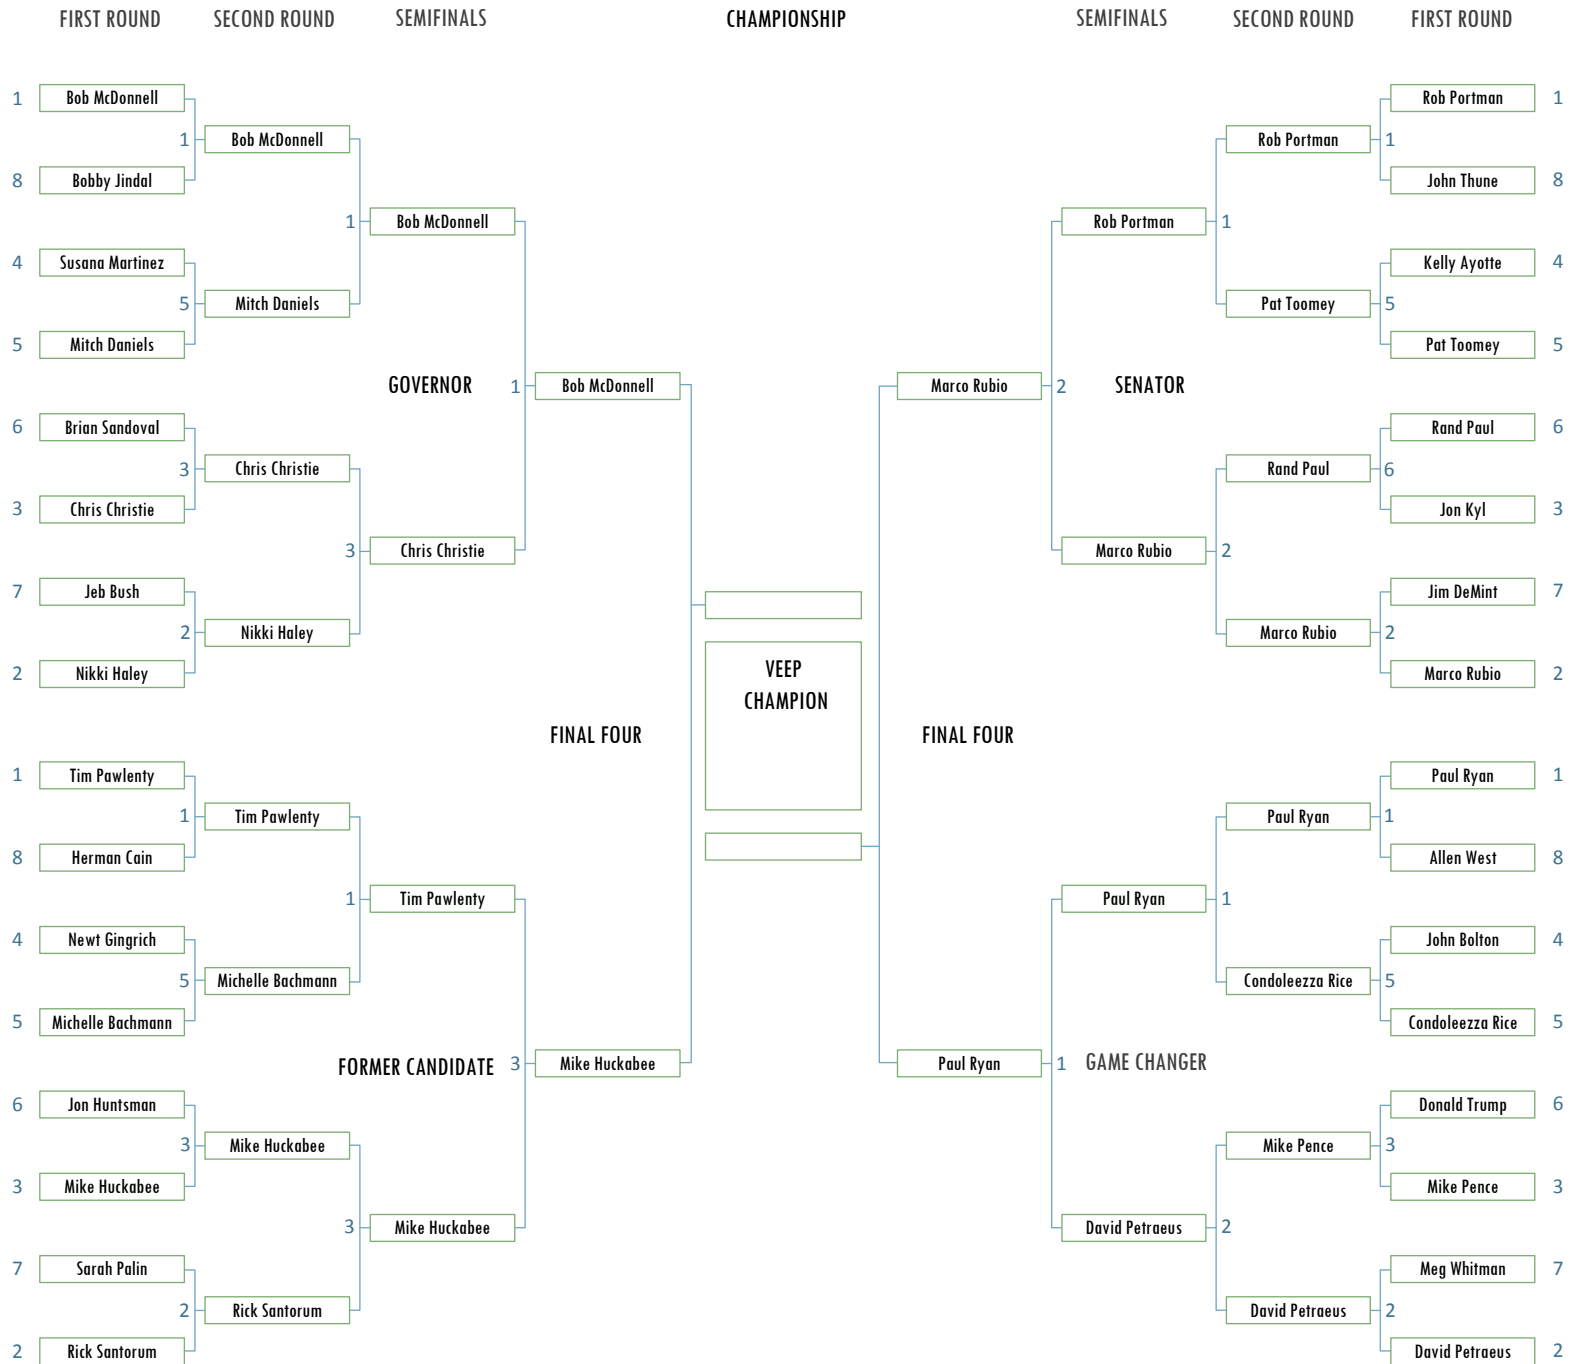 FIRST ROUND SECOND ROUND SEMIFINALS CHAMPIONSHIP SEMIFINALS SECOND ROUND FIRST ROUND
1 Bob McDonnell Rob Portman 1
1 Bob McDonnell Rob Portman 1
8 Bobby Jindal John Thune 8
1 Bob McDonnell Rob Portman 1
4 Susana Martinez Kelly Ayotte 4
5 Mitch Daniels Pat Toomey 5
5 Mitch Daniels Pat Toomey 5
GOVERNOR 1 Bob McDonnell Marco Rubio 2 SENATOR
6 Brian Sandoval Rand Paul 6
3 Chris Christie Rand Paul 6
3 Chris Christie Jon Kyl 3
3 Chris Christie Marco Rubio 2
7 Jeb Bush Jim DeMint 7
2 Nikki Haley Marco Rubio 2
2 Nikki Haley Marco Rubio 2
VEEP
CHAMPION
FINAL FOUR FINAL FOUR
1 Tim Pawlenty Paul Ryan 1
1 Tim Pawlenty Paul Ryan 1
8 Herman Cain Allen West 8
1 Tim Pawlenty Paul Ryan 1
4 Newt Gingrich John Bolton 4
5 Michelle Bachmann Condoleezza Rice 5
5 Michelle Bachmann Condoleezza Rice 5
FORMER CANDIDATE 3 Mike Huckabee Paul Ryan 1 GAME CHANGER
6 Jon Huntsman Donald Trump 6
3 Mike Huckabee Mike Pence 3
3 Mike Huckabee Mike Pence 3
3 Mike Huckabee David Petraeus 2
7 Sarah Palin Meg Whitman 7
2 Rick Santorum David Petraeus 2
2 Rick Santorum David Petraeus 2